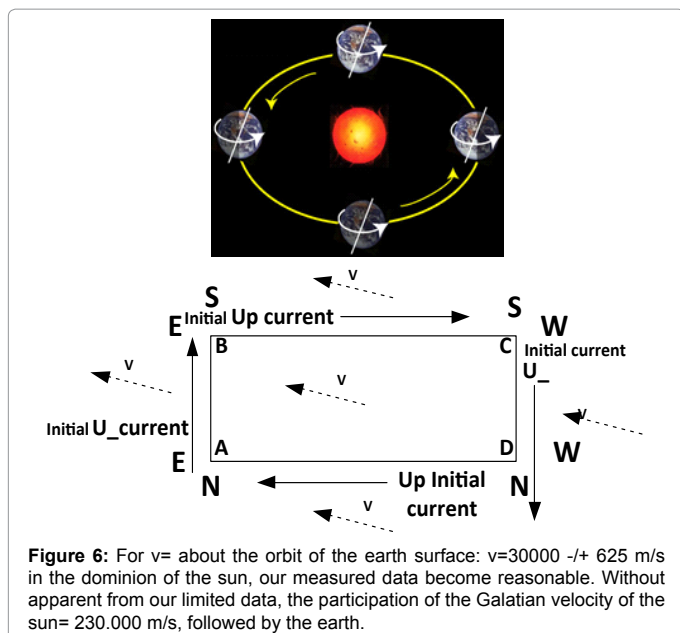 V
S
S
E
Initial Up current
W
B
C
Initial current
U_
V
V
V
Initial U_current
A
D
W
E
N
Up Initial
N
current
V
Figure 6: For v= about the orbit of the earth surface: v=30000 -/+ 625 m/s
in the dominion of the sun, our measured data become reasonable. Without
apparent from our limited data, the participation of the Galatian velocity of the
sun= 230.000 m/s, followed by the earth.